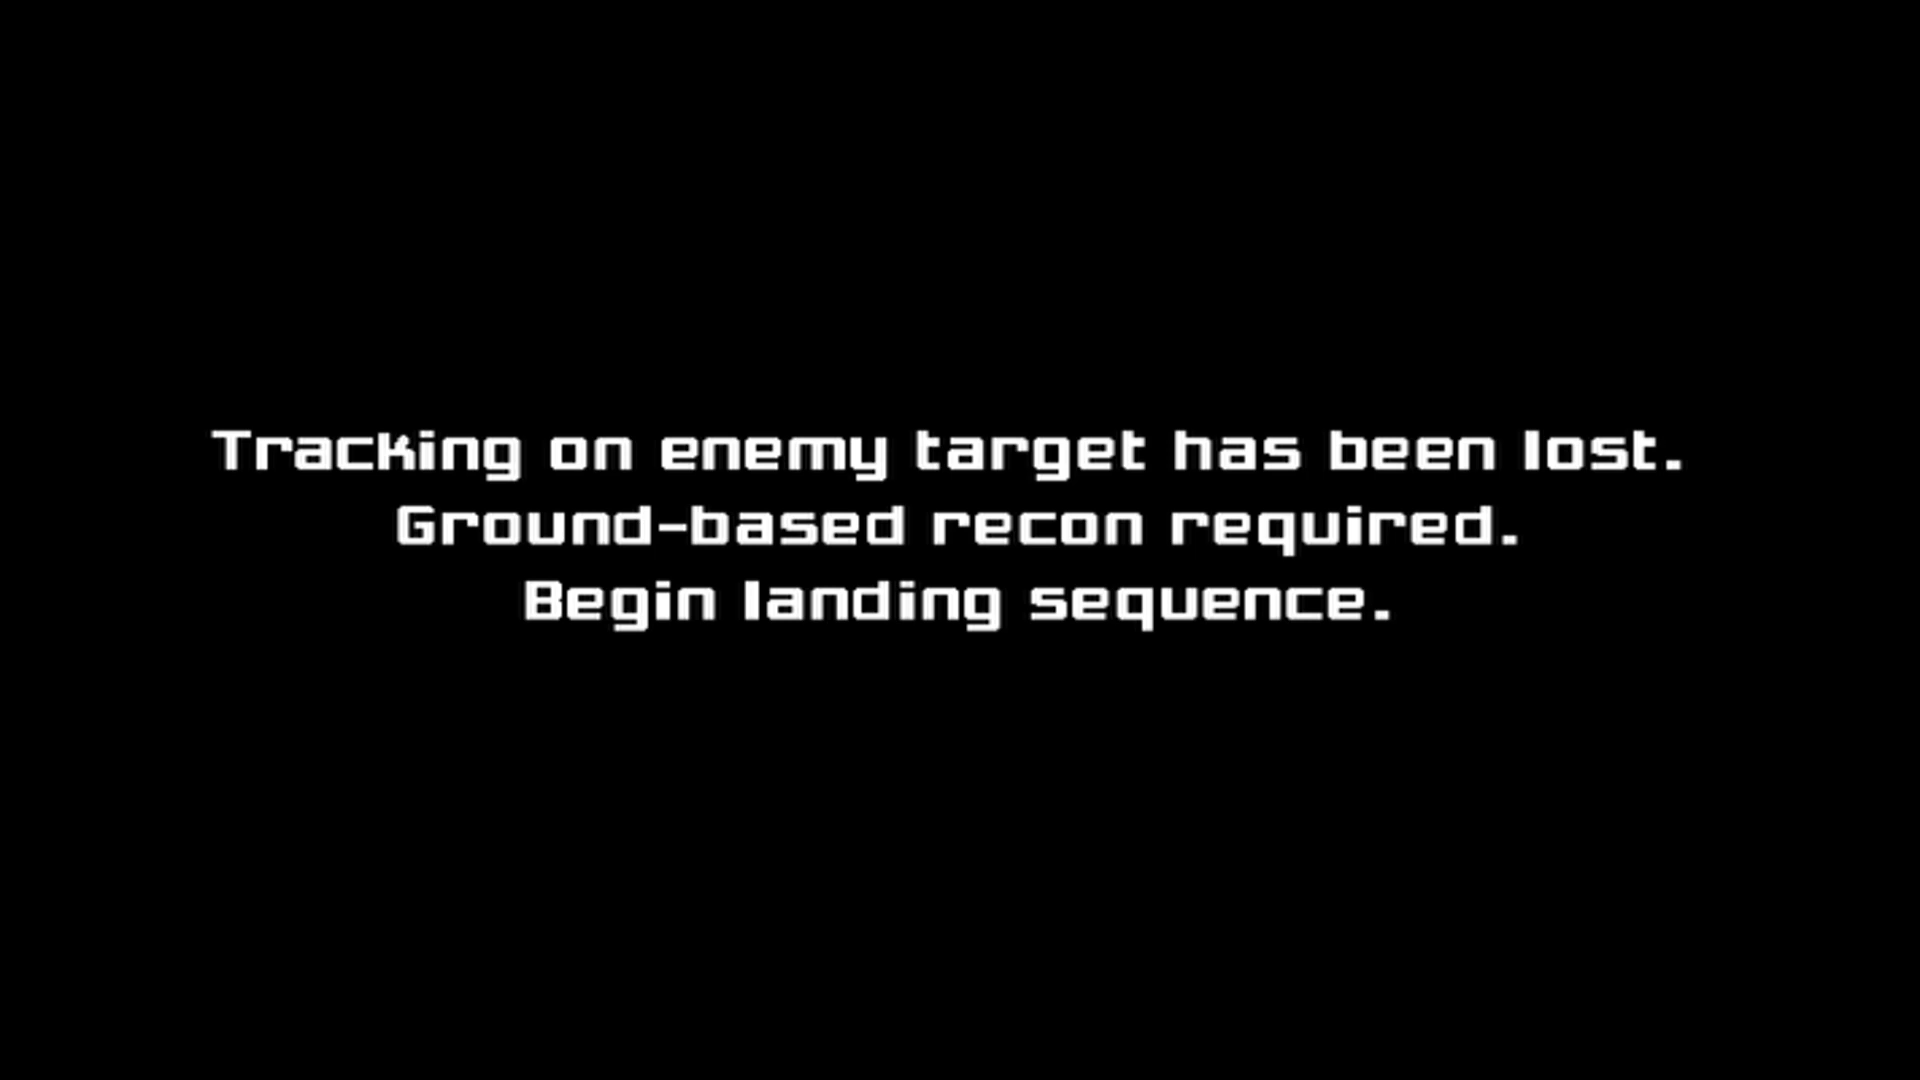 Tracking on enemy target has been lost.
Ground-based recon required.
Begin landing sequence.